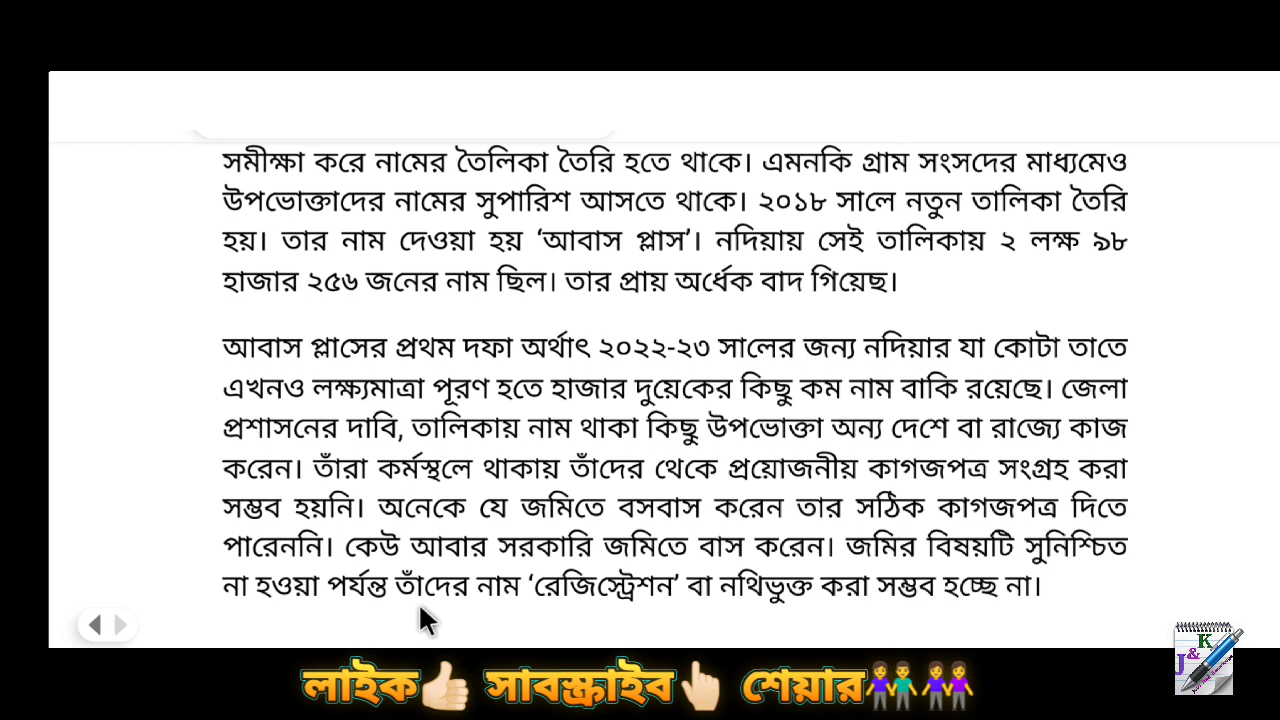 সমীক্ষা করে নামের তৈলিকা তৈরি হতে থাকে। এমনকি গ্রাম সংসদের মাধ্যমেও
উপভোক্তাদের নামের সুপারিশ আসতে থাকে। ২০১৮ সালে নতুন তালিকা তৈরি
হয়। তার নাম দেওয়া হয় ‘আবাস প্লাস’। নদিয়ায় সেই তালিকায় ২ লক্ষ ৯৮
হাজার ২৫৬ জনের নাম ছিল। তার প্রায় অর্ধেক বাদ গিয়েছ।
আবাস প্লাসের প্রথম দফা অর্থাৎ ২০২২-২৩ সালের জন্য নদিয়ার যা কোটা তাতে
এখনও লক্ষ্যমাত্রা পূরণ হতে হাজার দুয়েকের কিছু কম নাম বাকি রয়েছে। জেলা
প্রশাসনের দাবি, তালিকায় নাম থাকা কিছু উপভোক্তা অন্য দেশে বা রাজ্যে কাজ
করেন। তাঁরা কর্মস্থলে থাকায় তাঁদের থেকে প্রয়োজনীয় কাগজপত্র সংগ্রহ করা
সম্ভব হয়নি। অনেকে যে জমিতে বসবাস করেন তার সঠিক কাগজপত্র দিতে
পারেননি। কেউ আবার সরকারি জমিতে বাস করেন। জমির বিষয়টি সুনিশ্চিত
না হওয়া পর্যন্ত তাঁদের নাম ‘রেজিস্ট্রেশন’ বা নথিভুক্ত করা সম্ভব হচ্ছে না।
লাইক👍 সাবস্ক্রাইব👆 শেয়ার👫👭
J & K